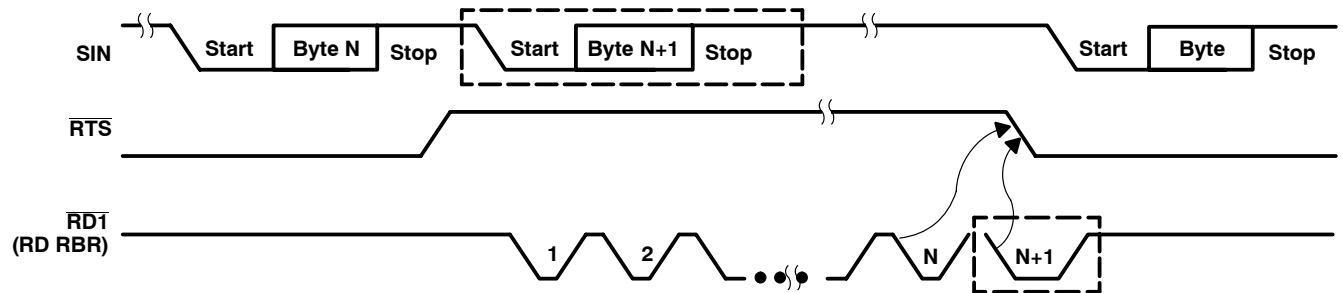 SIN
Start
Byte N
Stop
Start
Byte N+1
Stop
Start
Byte
Stop
RTS
RD1
(RD RBR)
1
2
N
N+1